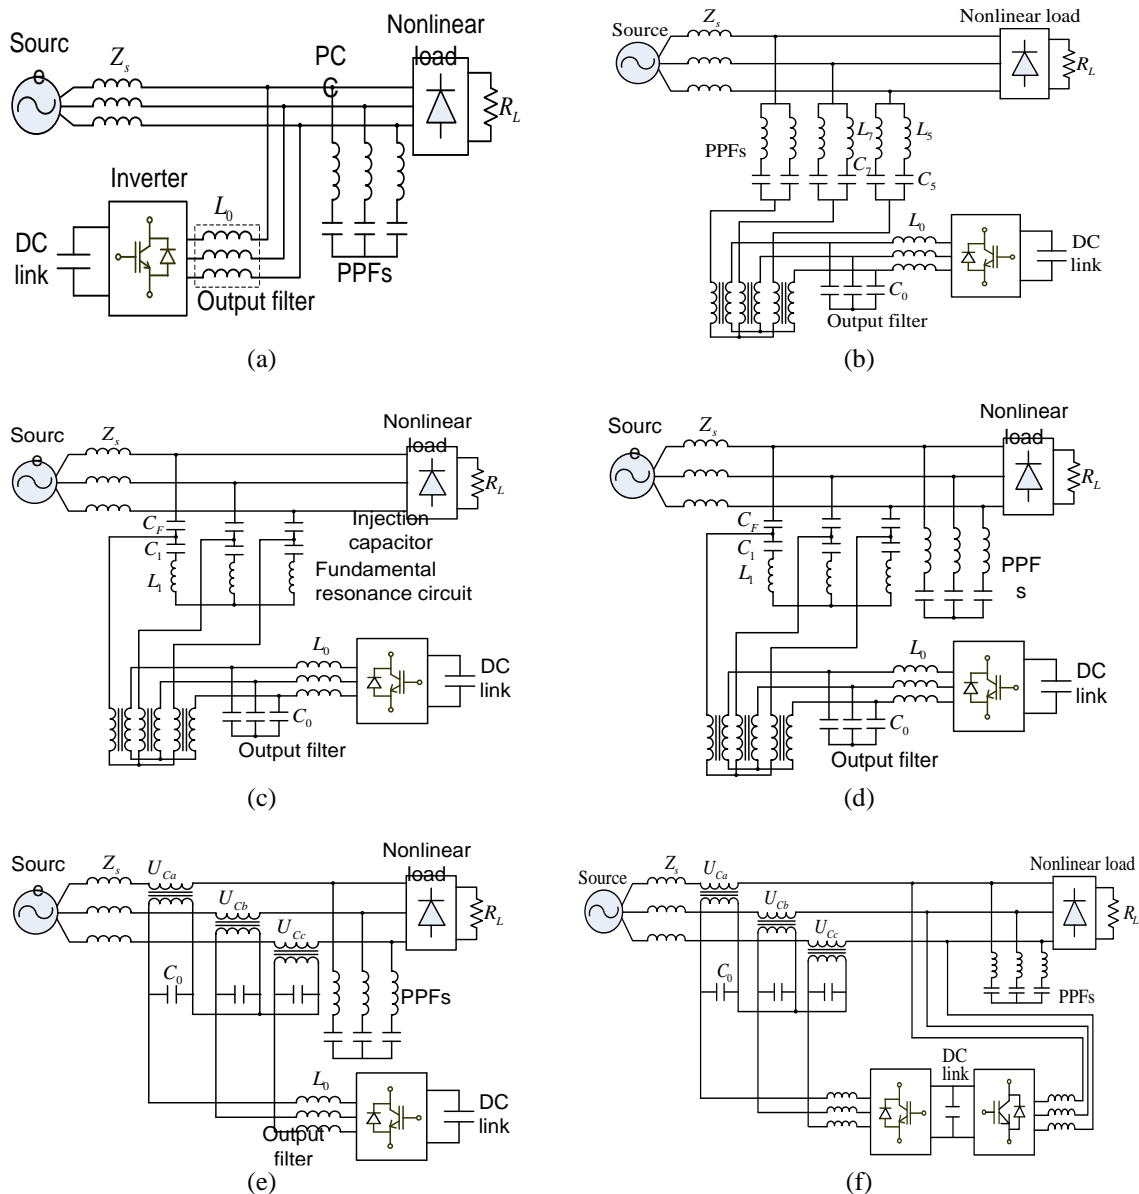 Sourc
e
Z_s
PC
C
Nonlinear
load
R_L
Inverter
L_0
DC
link
Output filter
PPFs
(a)
Source
Z_s
Nonlinear load
R_L
PPFs
L_7
L_5
C_7
C_5
L_0
DC
link
C_0
Output filter
(b)
Sourc
e
Z_s
Nonlinear
load
R_L
C_F
Injection
capacitor
C_1
L_1
Fundamental
resonance circuit
L_0
DC
link
C_0
Output filter
(c)
Sourc
e
Z_s
Nonlinear
load
R_L
C_F
C_1
L_1
PPF
s
L_0
DC
link
C_0
Output filter
(d)
Sourc
e
Z_s
U_Ca
U_Cb
U_Cc
Nonlinear
load
R_L
C_0
PPFs
L_0
DC
link
Output
filter
(e)
Source
Z_s
U_Ca
U_Cb
U_Cc
Nonlinear load
R_L
C_0
PPFs
DC
link
(f)